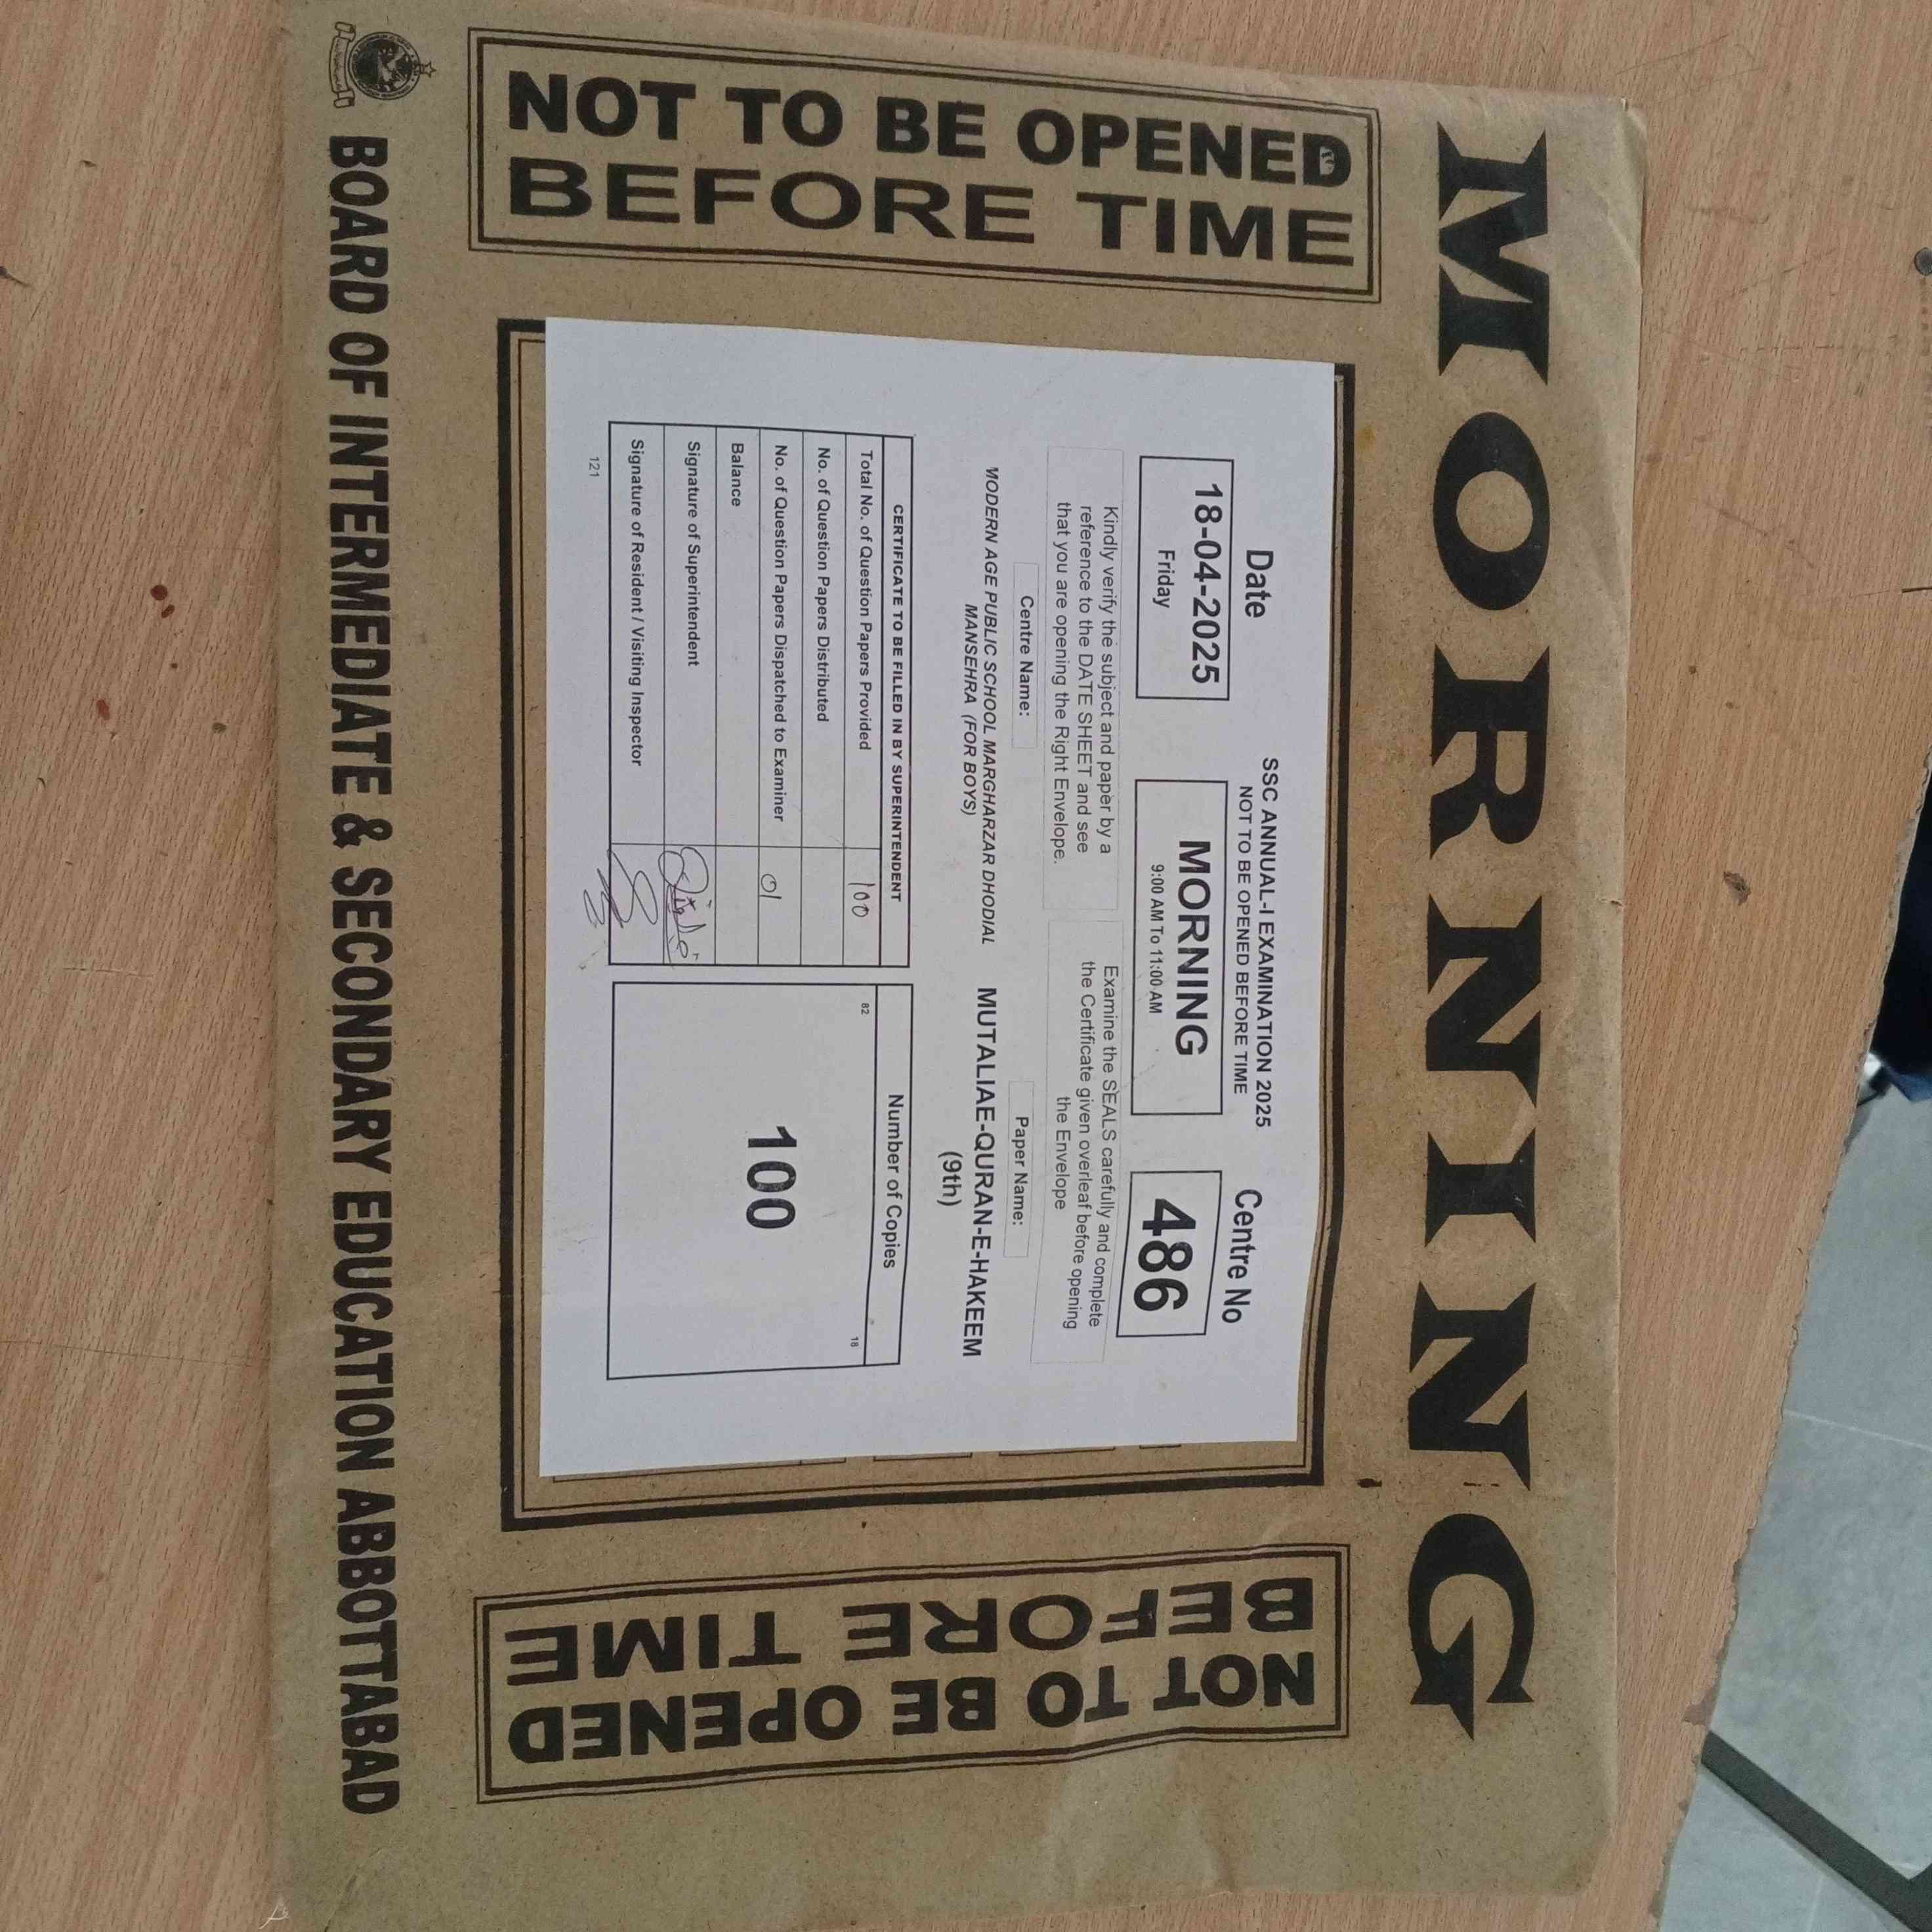 MORNING
NOT TO BE OPENED
BEFORE TIME
SSC ANNUAL-I EXAMINATION 2025
NOT TO BE OPENED BEFORE TIME
Date
18-04-2025
Friday
MORNING
9:00 AM To 11:00 AM
Centre No
486
Kindly verify the subject and paper by a
reference to the DATE SHEET and see
that you are opening the Right Envelope.
Examine the SEALS carefully and complete
the Certificate given overleaf before opening
the Envelope
Centre Name:
MODERN AGE PUBLIC SCHOOL MARGHARZAR DHODIAL
MANSEHRA (FOR BOYS)
Paper Name:
MUTALIAE-QURAN-E-HAKEEM
(9th)
CERTIFICATE TO BE FILLED IN BY SUPERINTENDENT
Total No. of Question Papers Provided 100
No. of Question Papers Distributed
No. of Question Papers Dispatched to Examiner 01
Balance
Signature of Superintendent
Signature of Resident / Visiting Inspector
121
Number of Copies
82
18
100
NOT TO BE OPENED
BEFORE TIME
BOARD OF INTERMEDIATE & SECONDARY EDUCATION ABBOTTABAD